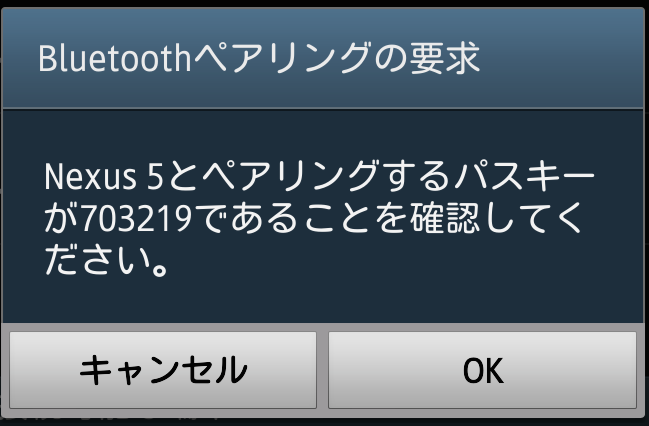 Bluetoothペアリングの要求
Nexus 5とペアリングするパスキー
が703219であることを確認してく
ださい。
キャンセル
OK